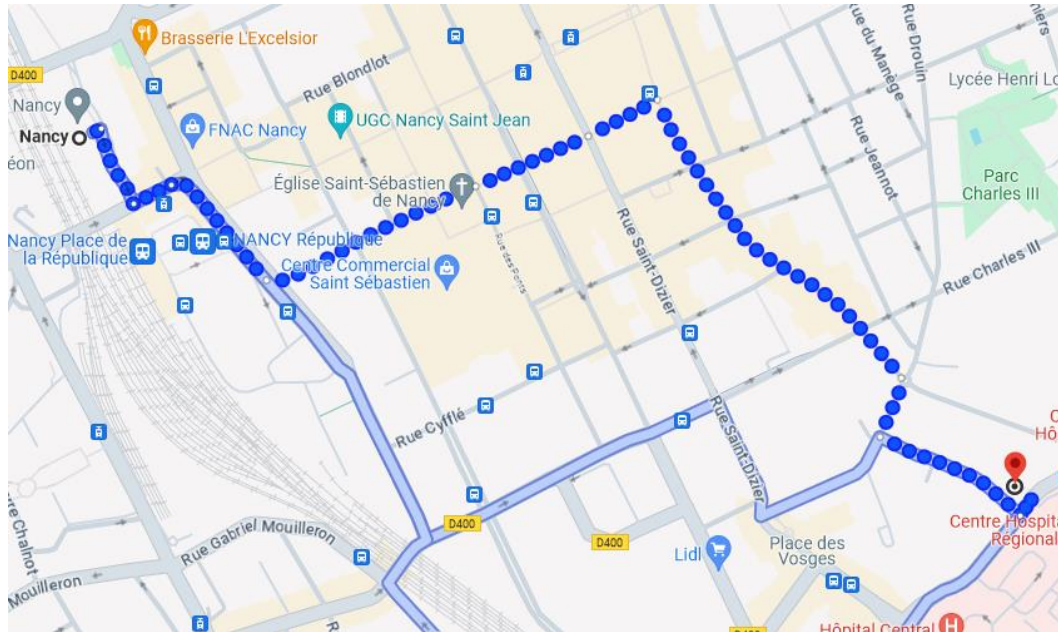 Brasserie L'Excelsior
D400
Nancy
Nancy
Rue Blondlot
FNAC Nancy
UGC Nancy Saint Jean
Église Saint-Sébastien
de Nancy
Nancy Place de
la République
NANCY République
Centre Commercial
Saint Sébastien
Rue des Ponts
Rue Saint-Dizier
Rue du Manège
Rue Drouin
Lycée Henri Lo
Rue Jeannot
Parc
Charles III
Rue Charles III
Rue Cyfflé
Rue Saint-Dizier
Rue Gabriel Mouilleron
Mouilleron
rre Chalnot
D400
D400
Lidl
Place des
Vosges
Centre Hospita
Régional
Hôpital Central
H
D400